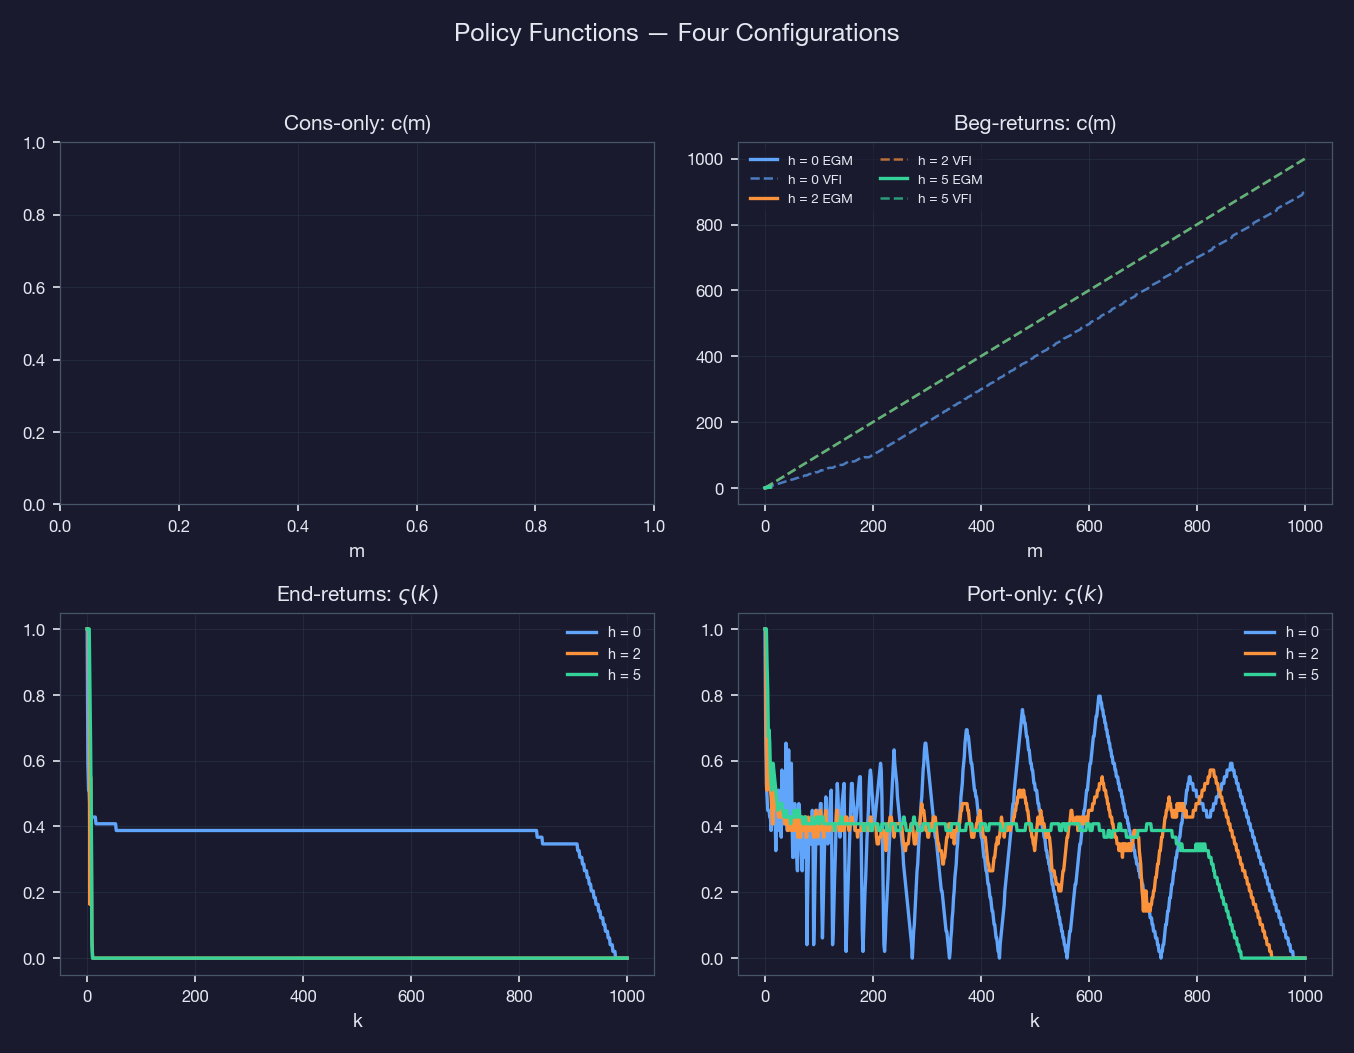 Policy Functions — Four Configurations
Cons-only: c(m)
1.0
0.8
0.6
0.4
0.2
0.0
0.0 0.2 0.4 0.6 0.8 1.0
m
Beg-returns: c(m)
h = 0 EGM
h = 0 VFI
h = 2 EGM
h = 2 VFI
h = 5 EGM
h = 5 VFI
1000
800
600
400
200
0
0 200 400 600 800 1000
m
End-returns: ς(k)
h = 0
h = 2
h = 5
1.0
0.8
0.6
0.4
0.2
0.0
0 200 400 600 800 1000
k
Port-only: ς(k)
h = 0
h = 2
h = 5
1.0
0.8
0.6
0.4
0.2
0.0
0 200 400 600 800 1000
k